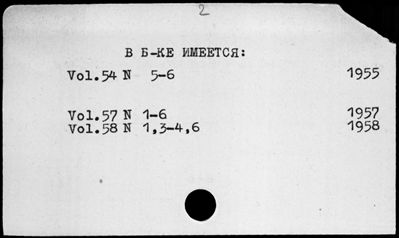 2
В Б-КЕ ИМЕЕТСЯ:
Vol.54 N 5-6 1955
Vol.57 N 1-6 1957
Vol.58 N 1,3-4,6 1958